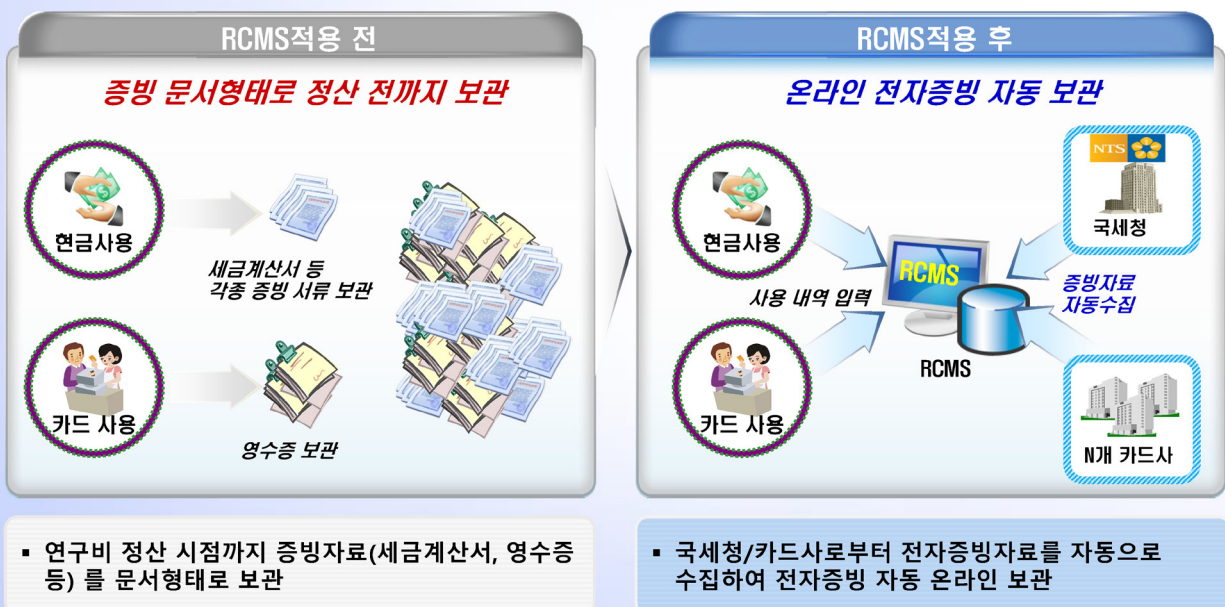 RCMS적용 전
증빙 문서형태로 정산 전까지 보관
현금사용
세금계산서 등
각종 증빙 서류 보관
카드 사용
영수증 보관
▪ 연구비 정산 시점까지 증빙자료(세금계산서, 영수증
등) 를 문서형태로 보관
RCMS적용 후
온라인 전자증빙 자동 보관
현금사용
NTS
국세청
RCMS
사용 내역 입력
증빙자료
자동수집
RCMS
카드 사용
N개 카드사
▪ 국세청/카드사로부터 전자증빙자료를 자동으로
수집하여 전자증빙 자동 온라인 보관